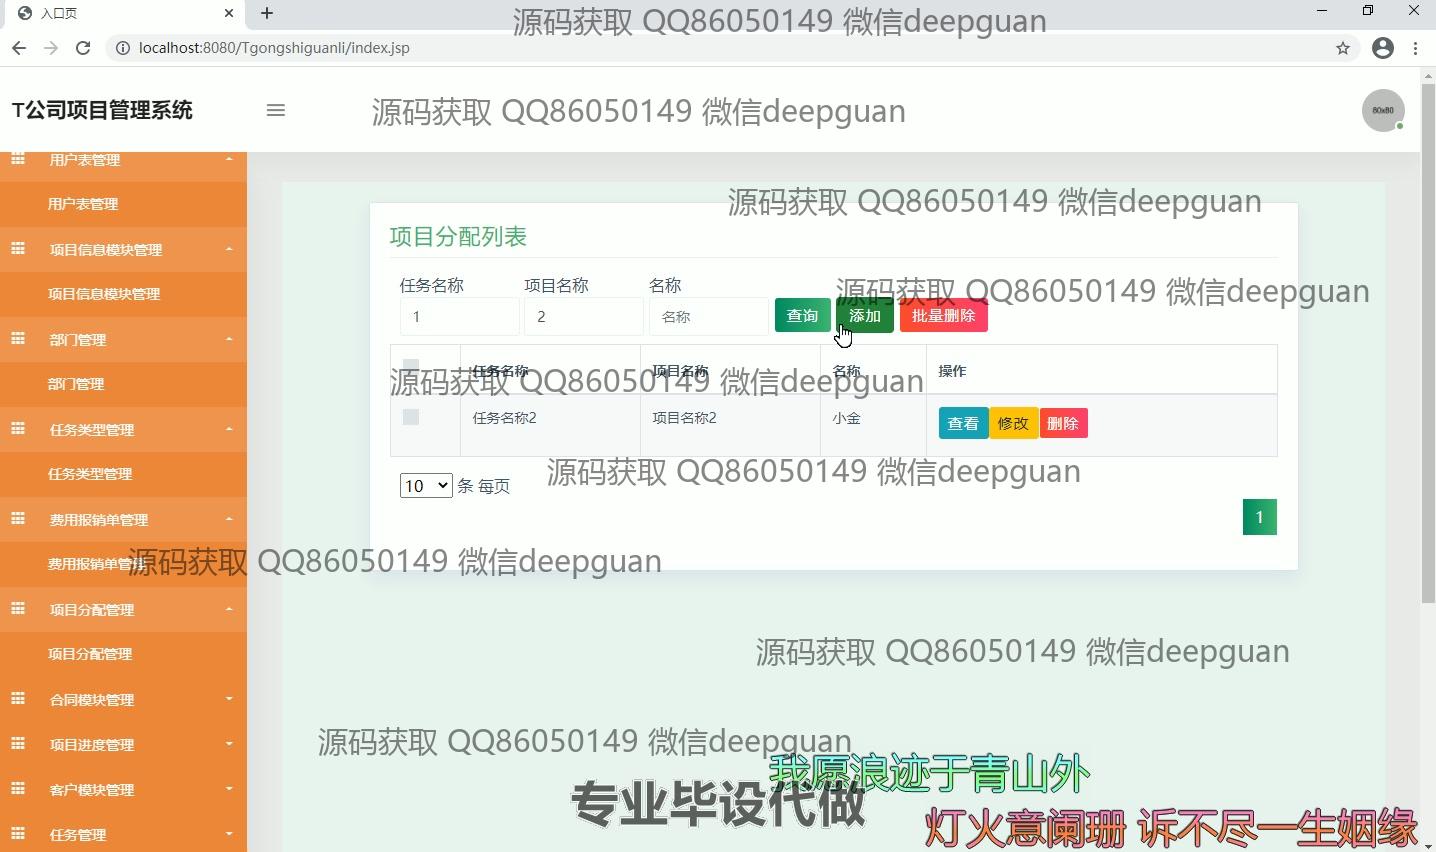 入口页
源码获取 QQ86050149 微信deepguan
localhost:8080/Tgongshiguanli/index.jsp
T公司项目管理系统
源码获取 QQ86050149 微信deepguan
80x80
用户表管理
用户表管理
项目信息模块管理
项目信息模块管理
部门管理
部门管理
任务类型管理
任务类型管理
费用报销单管理
费用报销单管理
项目分配管理
项目分配管理
合同模块管理
项目进度管理
客户模块管理
任务管理
源码获取 QQ86050149 微信deepguan
项目分配列表
任务名称 项目名称 名称
源码获取 QQ86050149 微信deepguan
1 2 名称 查询 添加 批量删除
任务名称 项目名称 名称 操作
源码获取 QQ86050149 微信deepguan
任务名称2 项目名称2 小金 查看 修改 删除
源码获取 QQ86050149 微信deepguan
10 条 每页
1
源码获取 QQ86050149 微信deepguan
源码获取 QQ86050149 微信deepguan
源码获取 QQ86050149 微信deepguan
我愿浪迹于青山外
专业毕设代做
灯火意阑珊 诉不尽一生姻缘